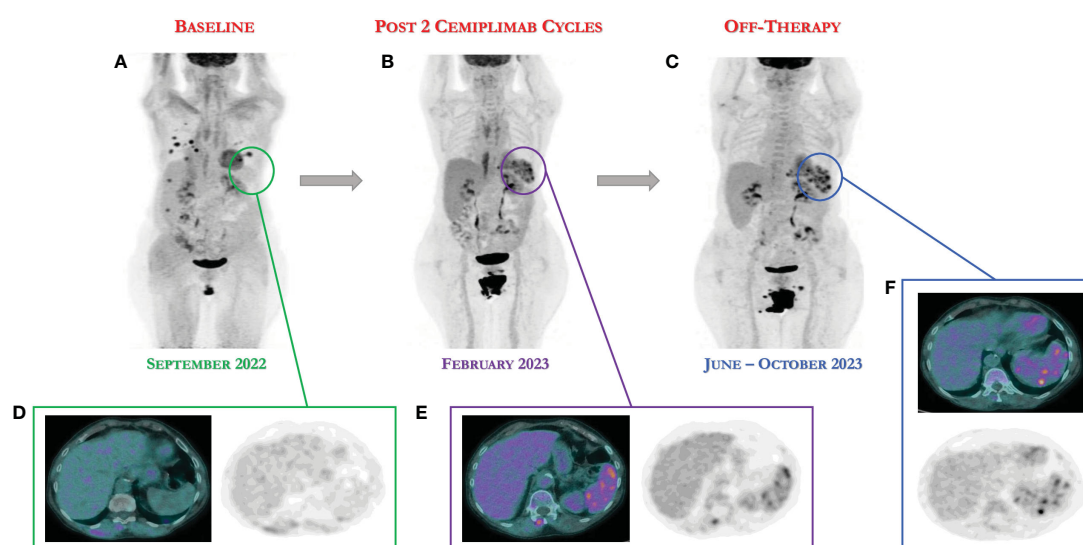 BASELINE
POST 2 CEMIPLIMAB CYCLES
OFF-THERAPY
A
B
C
SEPTEMBER 2022
FEBRUARY 2023
JUNE – OCTOBER 2023
D
E
F